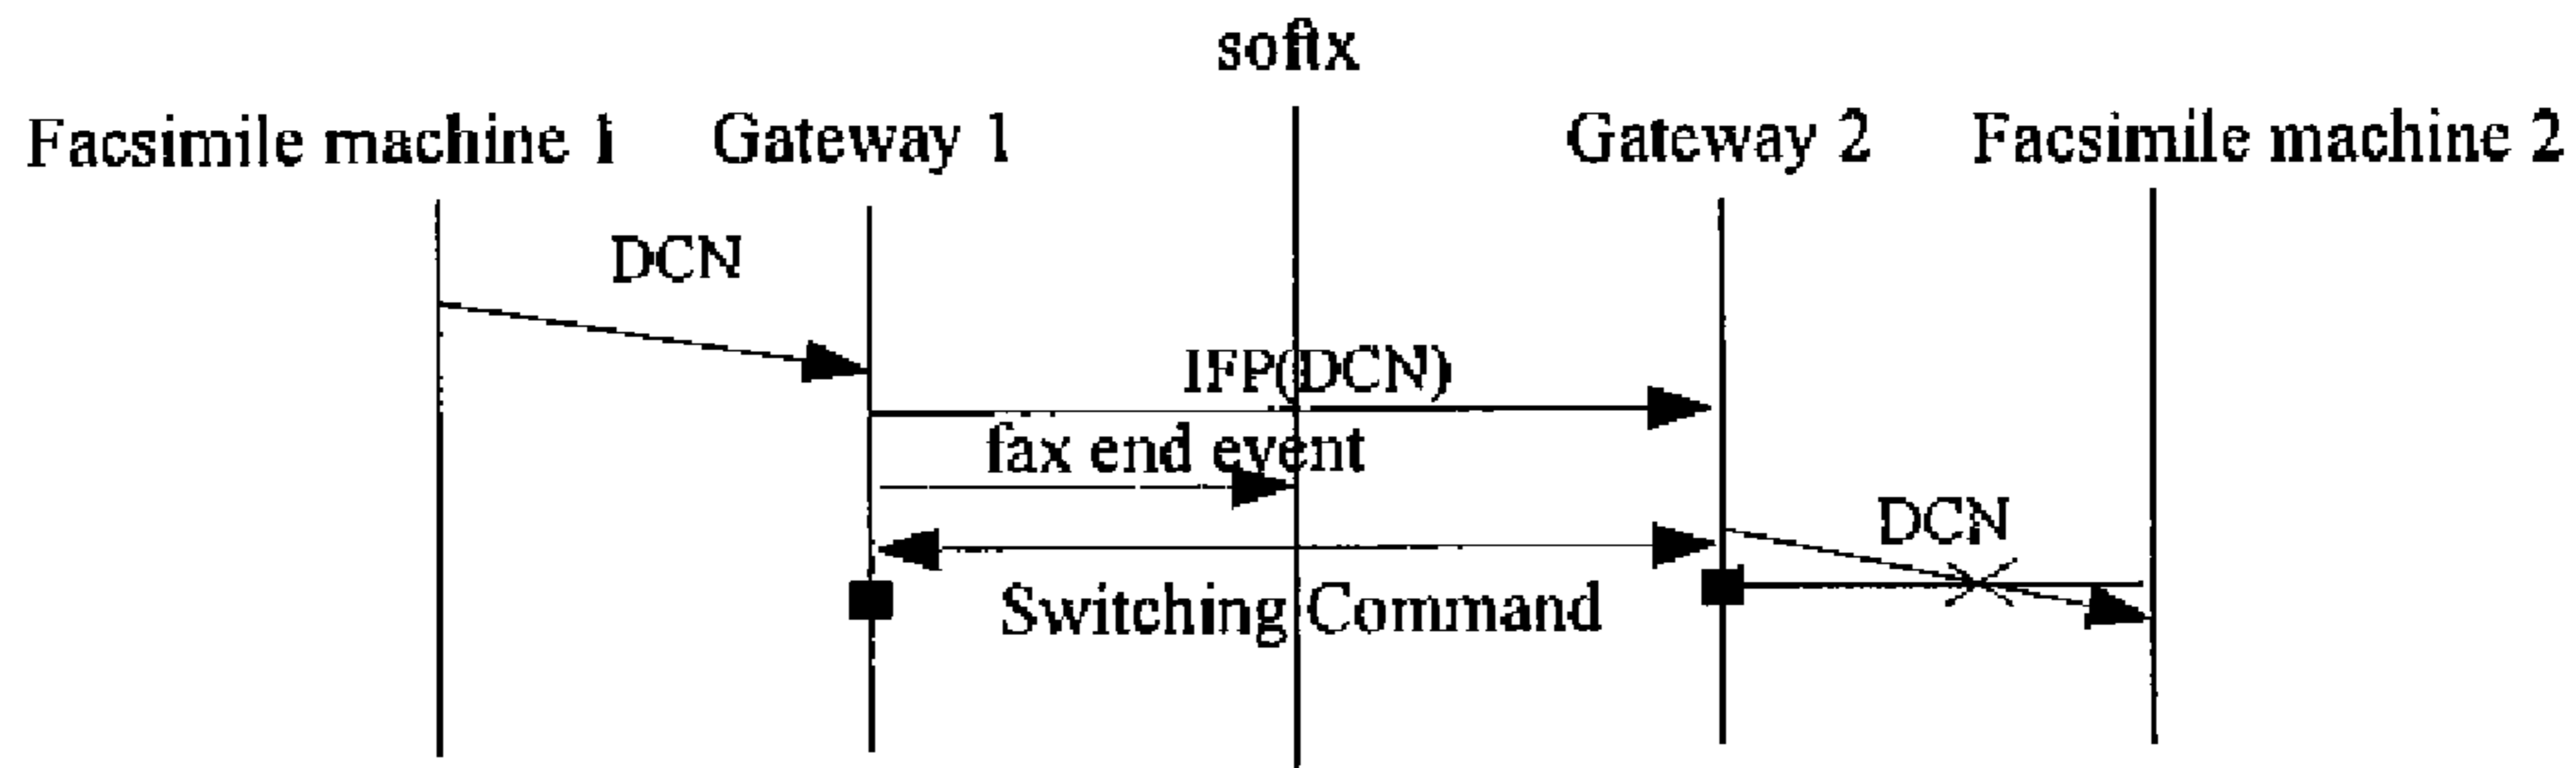 softx
Facsimile machine 1 Gateway 1 Gateway 2 Facsimile machine 2
DCN
IFP(DCN)
fax end event
DCN
Switching Command